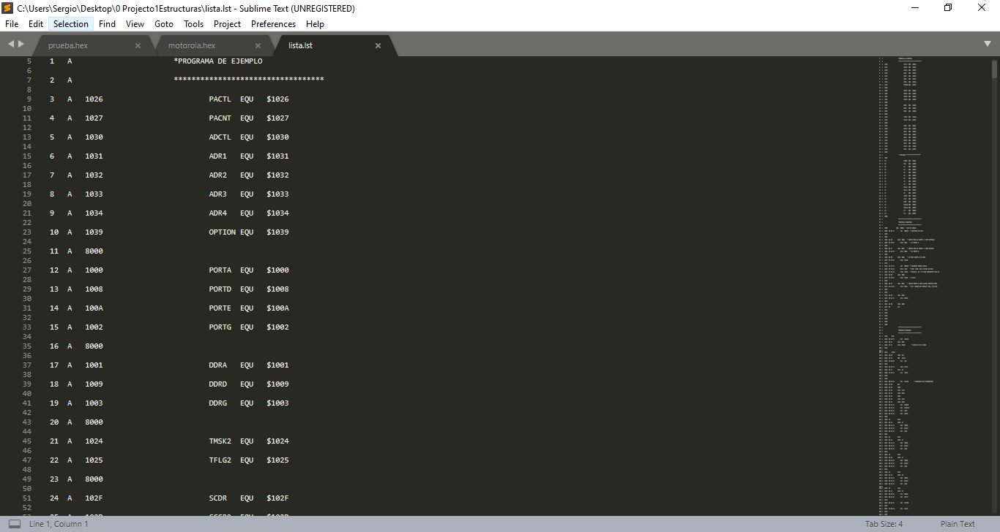 C:\Users\Sergio\Desktop\0 Projecto1Estructuras\lista.lst - Sublime Text (UNREGISTERED)
File Edit Selection Find View Goto Tools Project Preferences Help
prueba.hex motorola.hex lista.lst
5 1 A *PROGRAMA DE EJEMPLO
6
7 2 A **********************************
8
9 3 A 1026 PACTL EQU $1026
10
11 4 A 1027 PACNT EQU $1027
12
13 5 A 1030 ADCTL EQU $1030
14
15 6 A 1031 ADR1 EQU $1031
16
17 7 A 1032 ADR2 EQU $1032
18
19 8 A 1033 ADR3 EQU $1033
20
21 9 A 1034 ADR4 EQU $1034
22
23 10 A 1039 OPTION EQU $1039
24
25 11 A 8000
26
27 12 A 1000 PORTA EQU $1000
28
29 13 A 1008 PORTD EQU $1008
30
31 14 A 100A PORTE EQU $100A
32
33 15 A 1002 PORTG EQU $1002
34
35 16 A 8000
36
37 17 A 1001 DDRA EQU $1001
38
39 18 A 1009 DDRD EQU $1009
40
41 19 A 1003 DDRG EQU $1003
42
43 20 A 8000
44
45 21 A 1024 TMSK2 EQU $1024
46
47 22 A 1025 TFLG2 EQU $1025
48
49 23 A 8000
50
51 24 A 102F SCDR EQU $102F
52
Line 1, Column 1 Tab Size: 4 Plain Text